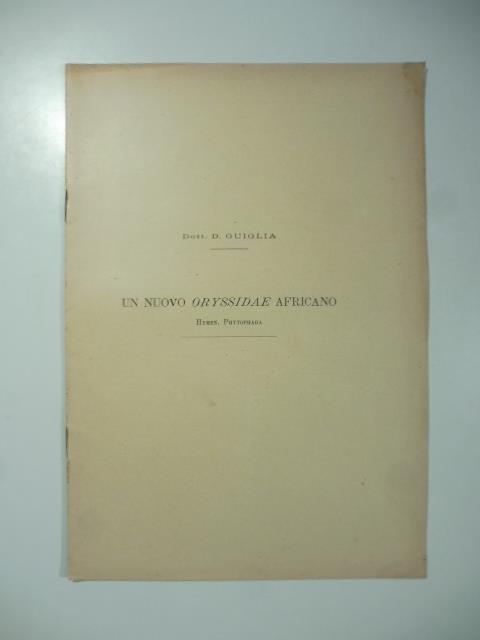 Dott. D. GUIGLIA
UN NUOVO ORYSSIDAE AFRICANO
HYMEN. PHYTOPHAGA